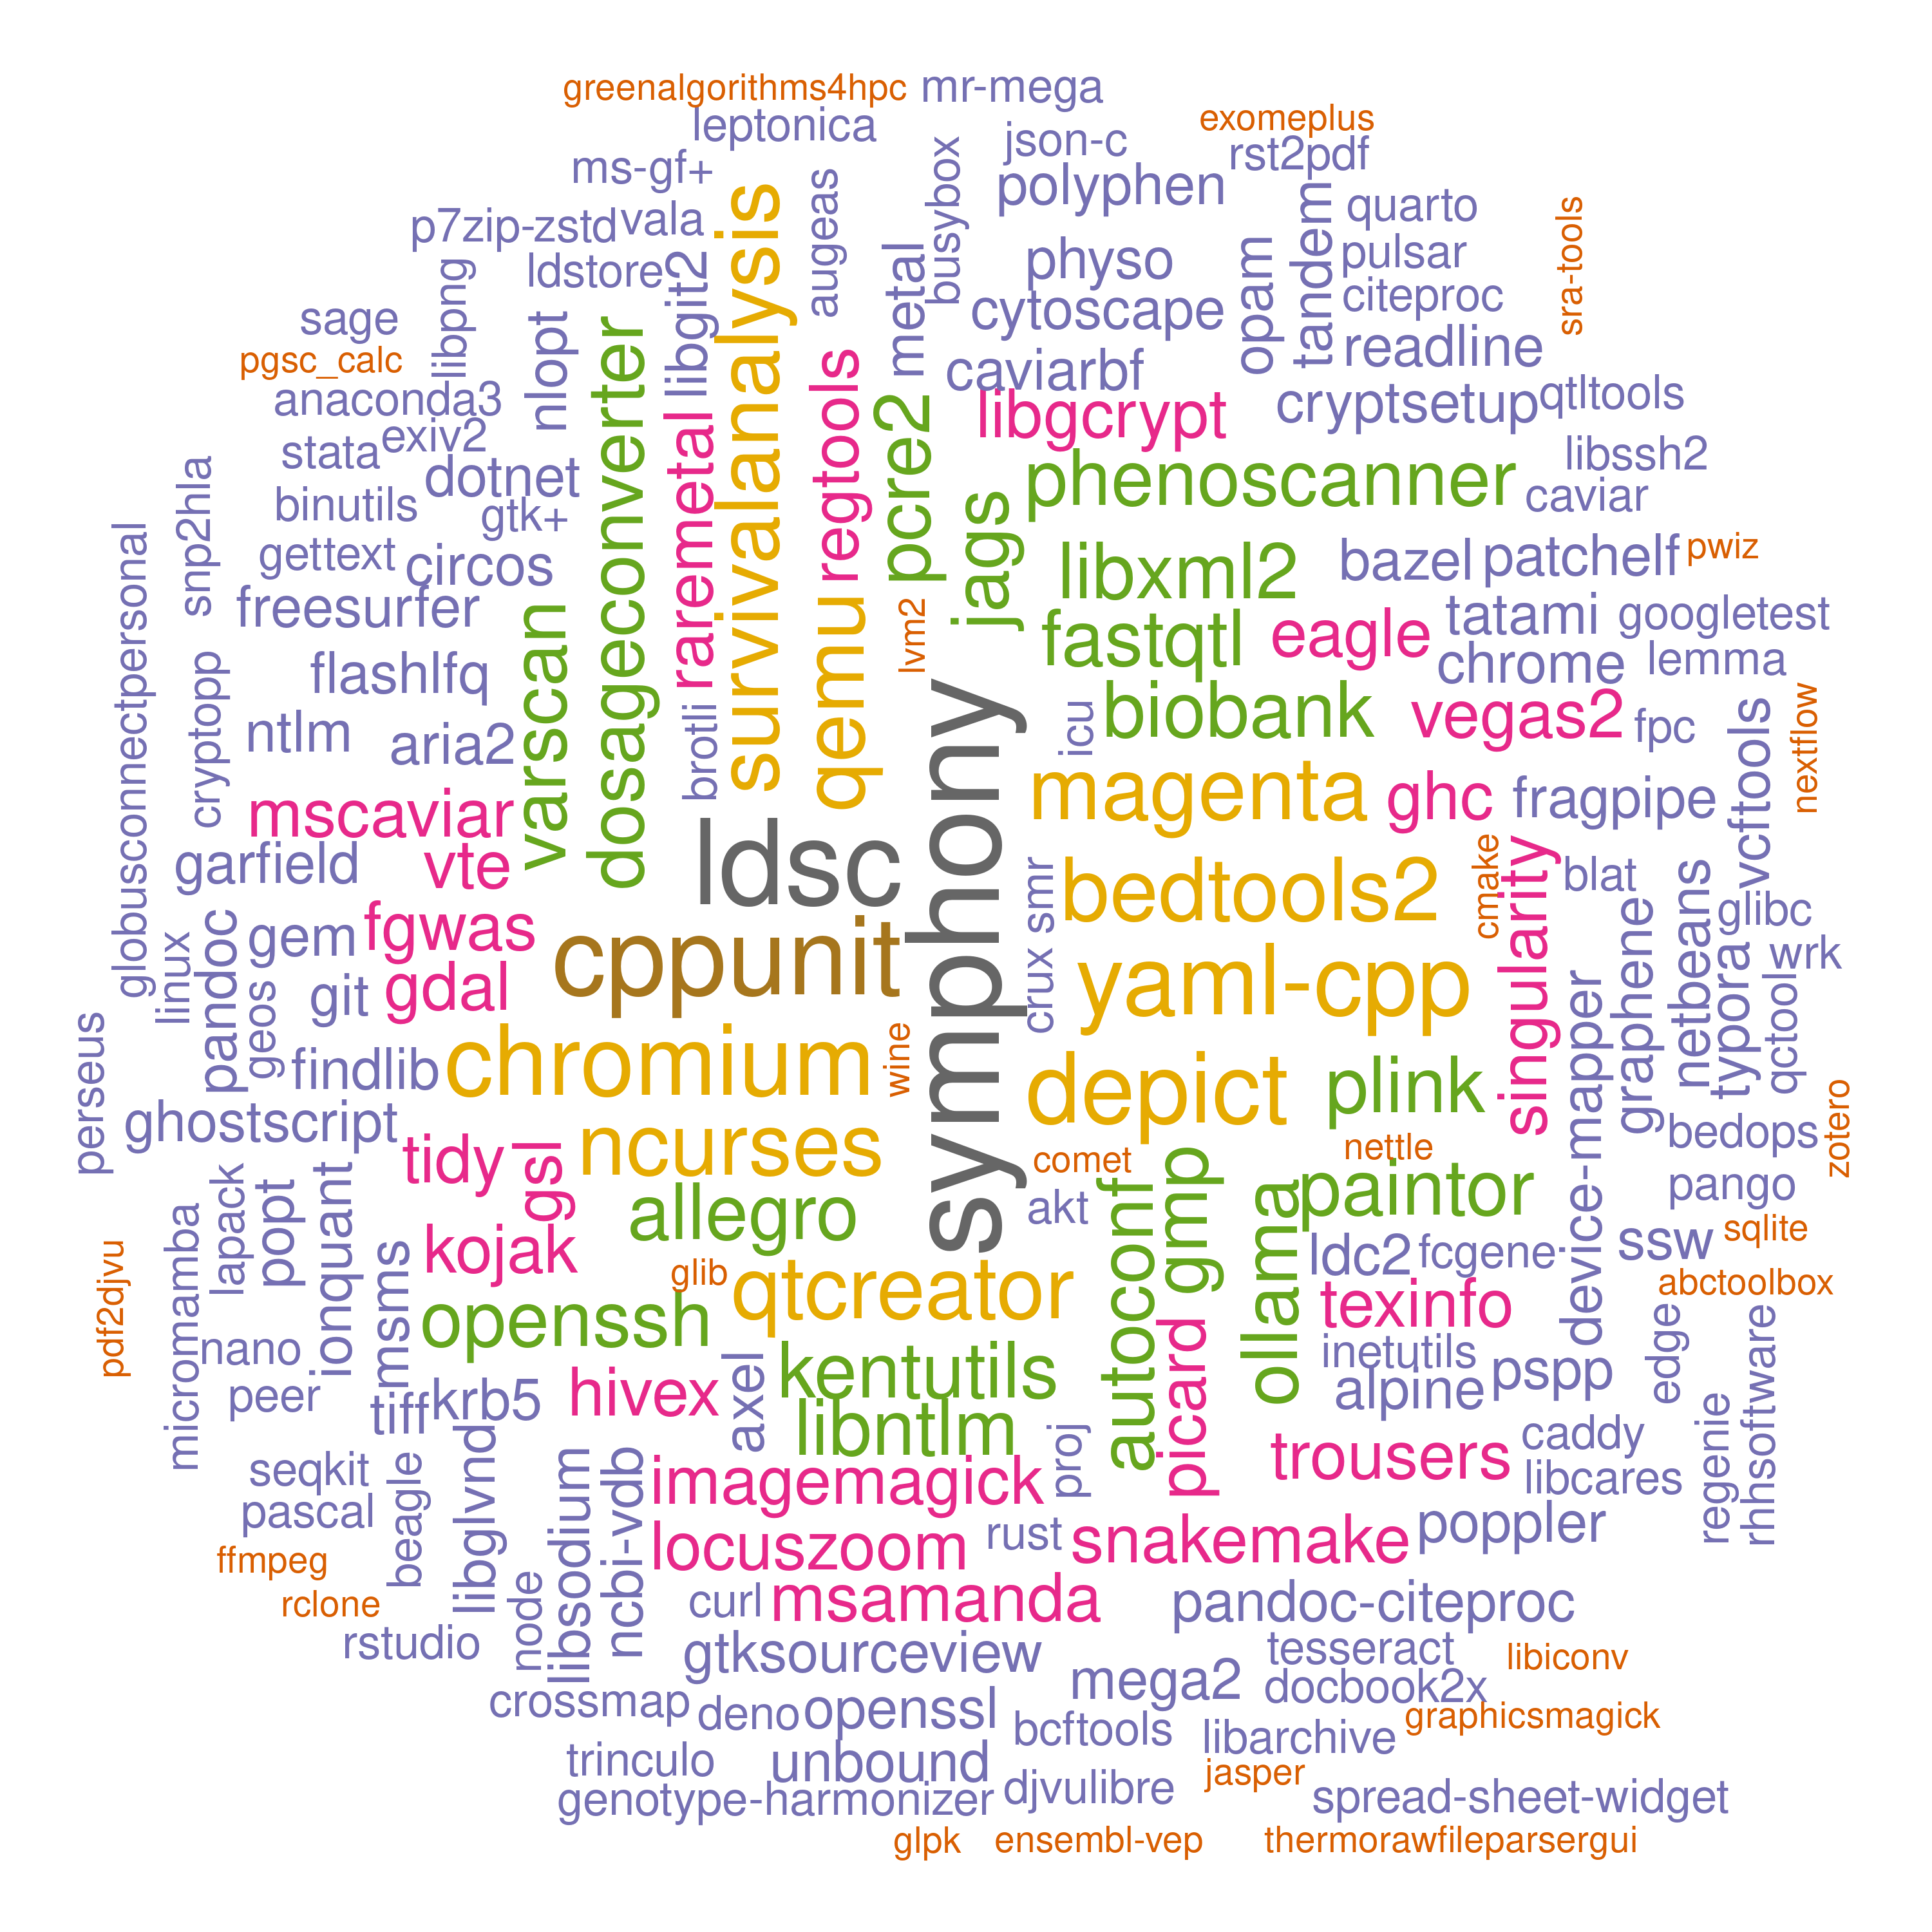 greenalgorithms4hpc
mr-mega
leptonica
json-c
exomeplus
rst2pdf
ms-gf+
augeas
busybox
polyphen
tandem
quarto
sra-tools
p7zip-zstd
vala
survivalanalysis
metal
physo
opam
pulsar
ldstore
libgit2
cytoscape
citeproc
sage
libpng
nlopt
dosageconverter
caviarbf
readline
pgsc_calc
regtools
pcre2
libgcrypt
cryptsetup
qtltools
anaconda3
exiv2
raremetal
stata
dotnet
phenoscanner
libssh2
snp2hla
binutils
gtk+
jags
caviar
globusconnectpersonal
gettext
circos
libxml2
bazel
patchelf
pwiz
freesurfer
varscan
qemu
lvm2
fastqtl
eagle
tatami
googletest
cryptopp
flashlfq
chrome
lemma
ntlm
aria2
brotli
symphony
icu
biobank
vegas2
fpc
vcftools
nextflow
mscaviar
magenta
ghc
fragpipe
garfield
vte
ldsc
crux
smr
bedtools2
cmake
singularity
blat
netbeans
glibc
linux
pandoc
gem
fgwas
cppunit
graphene
typora
wrk
geos
git
gdal
yaml-cpp
qctool
perseus
findlib
chromium
wine
depict
plink
device-mapper
ghostscript
tidy
gsl
ncurses
comet
nettle
bedops
zotero
micromamba
lapack
popt
ionquant
allegro
akt
autoconf
gmp
ollama
paintor
pango
pdf2djvu
msms
kojak
glib
qtcreator
ldc2
fcgene
ssw
sqlite
nano
openssh
texinfo
abctoolbox
peer
tiff
krb5
hivex
axel
kentutils
picard
inetutils
alpine
pspp
edge
rhhsoftware
libntlm
proj
trousers
caddy
regenie
seqkit
beagle
libglvnd
libsodium
ncbi-vdb
imagemagick
libcares
pascal
locuszoom
rust
snakemake
poppler
ffmpeg
rclone
node
curl
msamanda
pandoc-citeproc
rstudio
gtksourceview
tesseract
libiconv
crossmap
deno
openssl
mega2
docbook2x
graphicsmagick
trinculo
unbound
bcftools
libarchive
jasper
genotype-harmonizer
djvulibre
spread-sheet-widget
glpk
ensembl-vep
thermorawfileparsergui